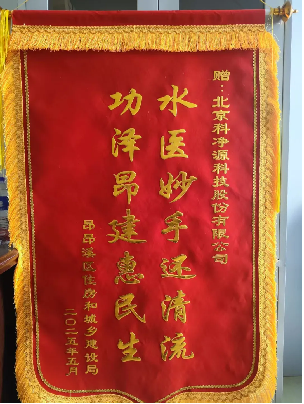 赠：北京科净源科技股份有限公司
水医妙手还清流
功泽昂建惠民生
昂昂溪区住房和城乡建设局
二〇二五年五月